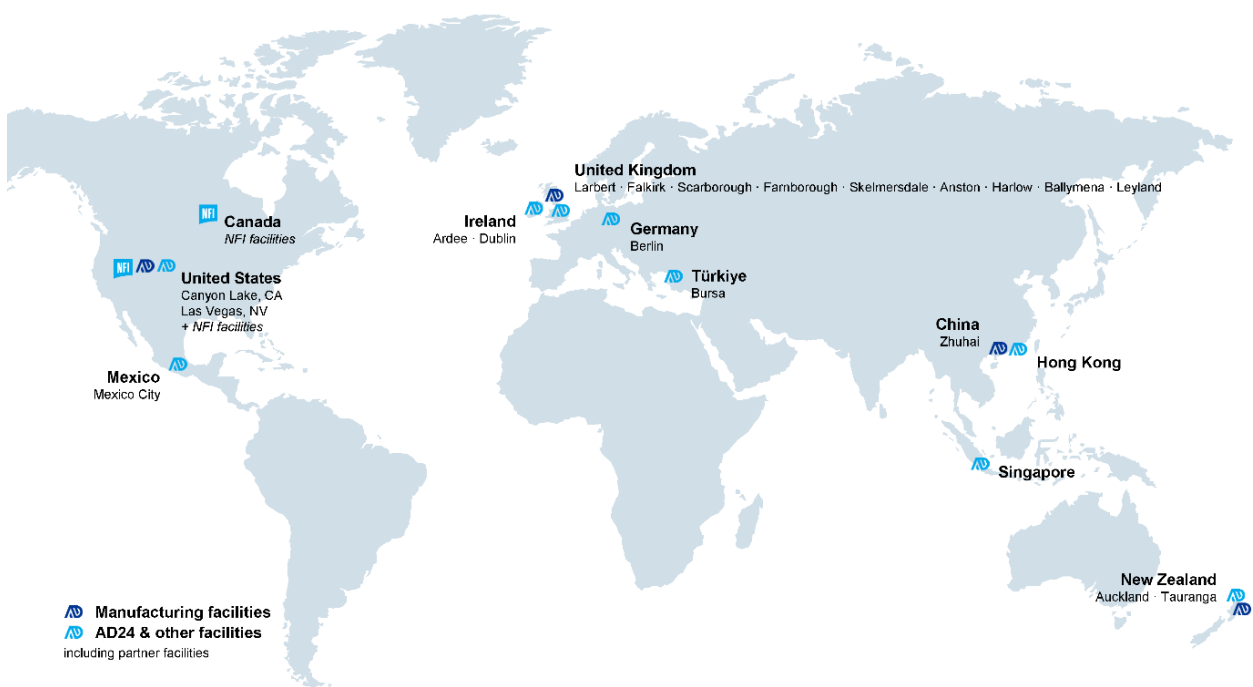 United Kingdom
Larbert · Falkirk · Scarborough · Farnborough · Skelmersdale · Anston · Harlow · Ballymena · Leyland
Ireland
Ardee · Dublin
Germany
Berlin
NFI
Canada
NFI facilities
NFI
United States
Canyon Lake, CA
Las Vegas, NV
+ NFI facilities
Türkiye
Bursa
China
Zhuhai
Hong Kong
Mexico
Mexico City
Singapore
New Zealand
Auckland · Tauranga
Manufacturing facilities
AD24 & other facilities
including partner facilities